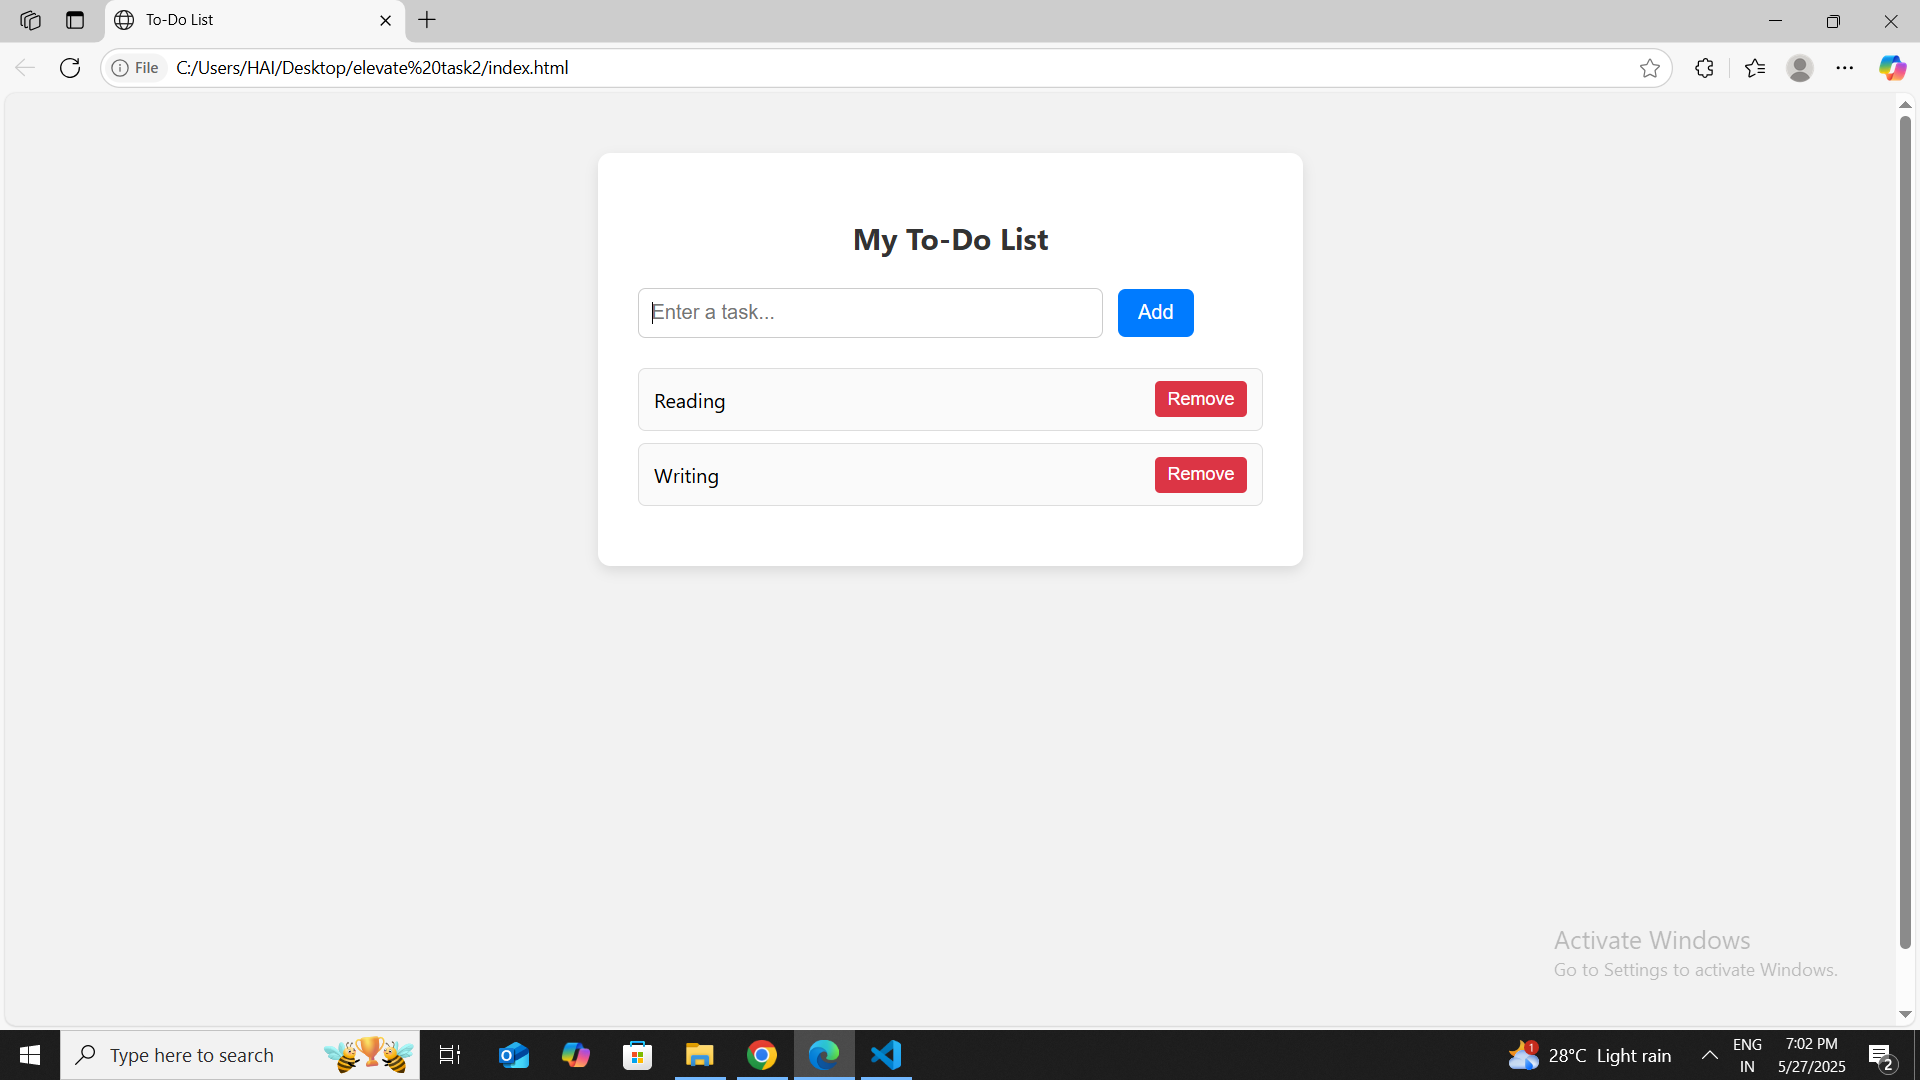 To-Do List
File C:/Users/HAI/Desktop/elevate%20task2/index.html
My To-Do List
Enter a task...
Add
Reading
Remove
Writing
Remove
Activate Windows
Go to Settings to activate Windows.
Type here to search
1
28°C Light rain
ENG
IN
7:02 PM
5/27/2025
2